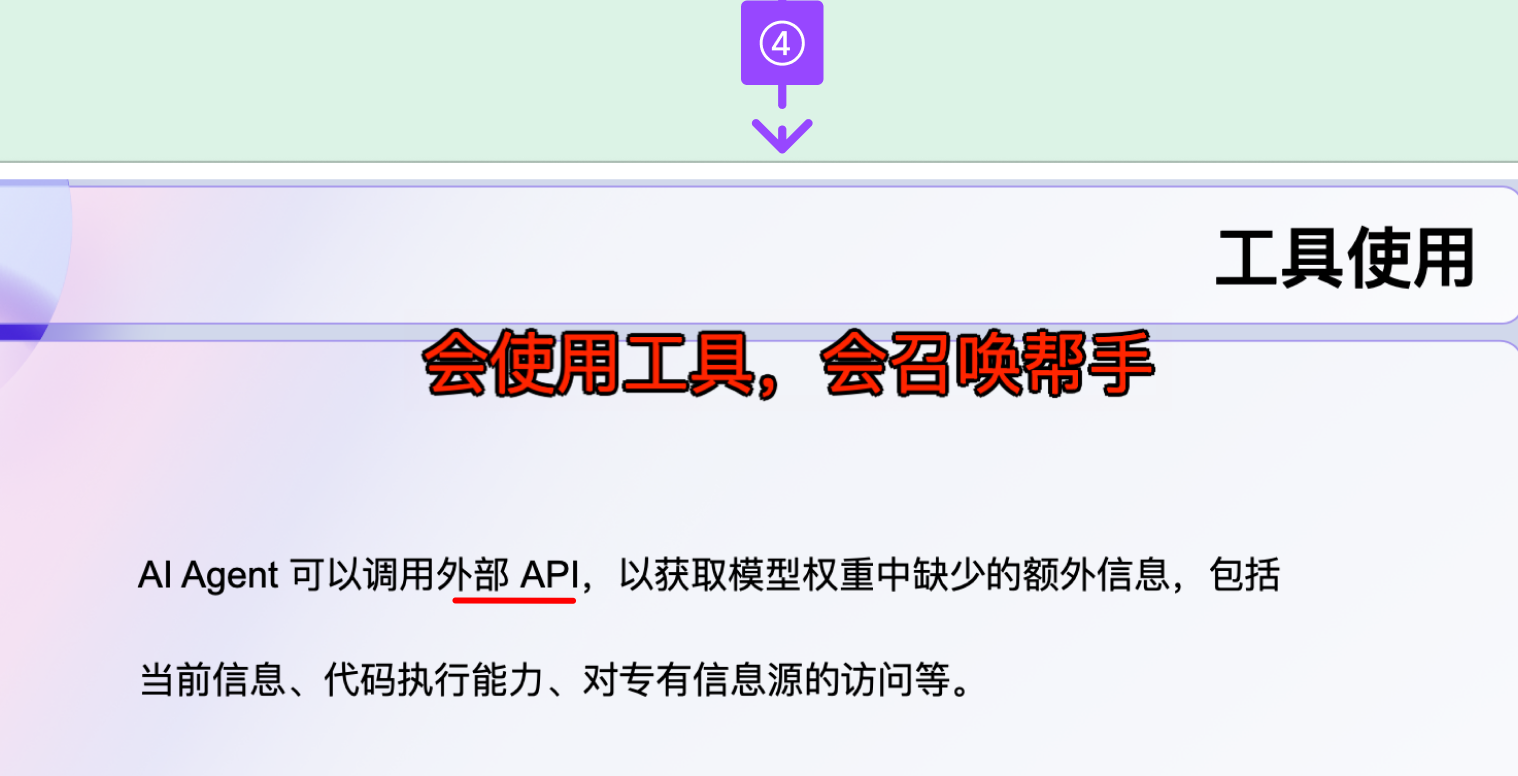 ④
工具使用
会使用工具，会召唤帮手
AI Agent 可以调用外部 API，以获取模型权重中缺少的额外信息，包括
当前信息、代码执行能力、对专有信息源的访问等。